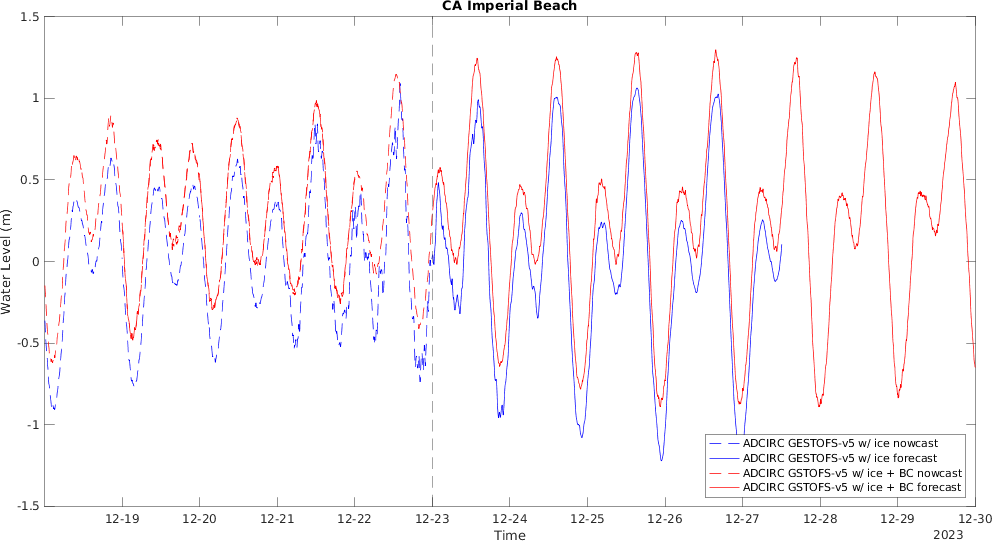 CA Imperial Beach
1.5
1
0.5
0
-0.5
-1
-1.5
Water Level (m)
ADCIRC GESTOFS-v5 w/ ice nowcast
ADCIRC GESTOFS-v5 w/ ice forecast
ADCIRC GSTOFS-v5 w/ ice + BC nowcast
ADCIRC GSTOFS-v5 w/ ice + BC forecast
12-19 12-20 12-21 12-22 12-23 12-24 12-25 12-26 12-27 12-28 12-29 12-30
Time
2023